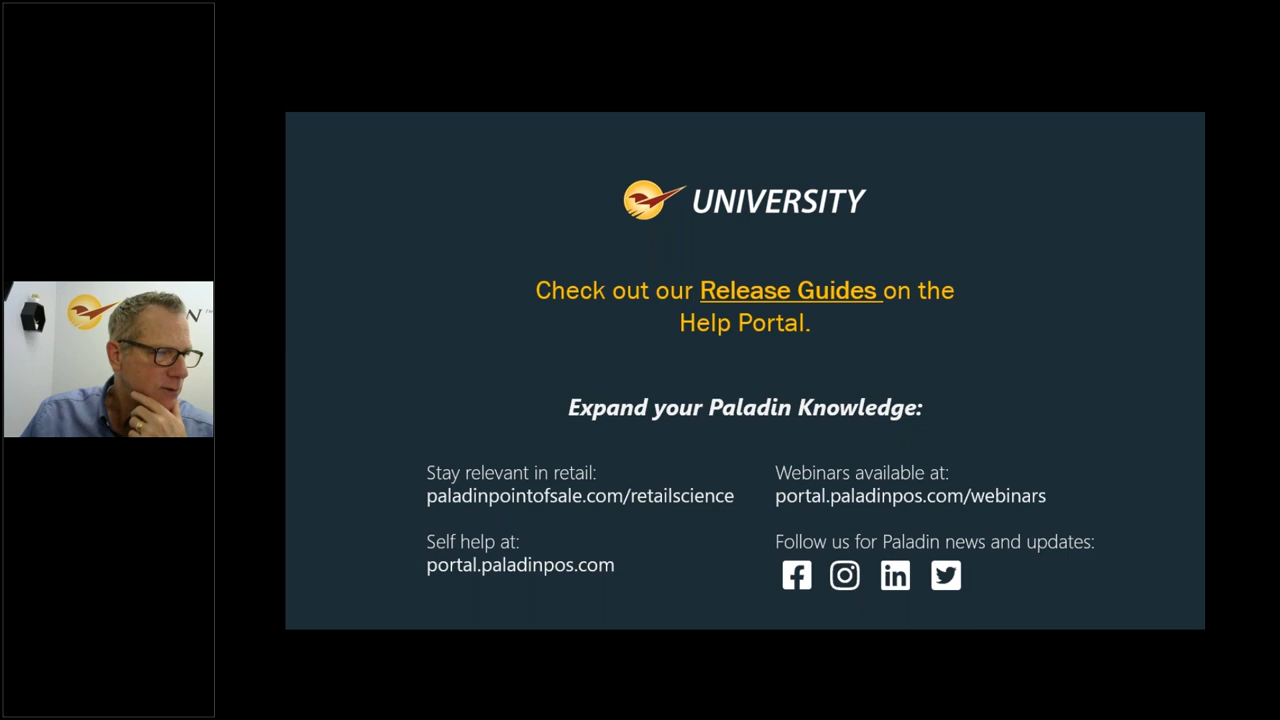 UNIVERSITY
Check out our Release Guides on the
Help Portal.
Expand your Paladin Knowledge:
Stay relevant in retail:
paladinpointofsale.com/retailscience
Self help at:
portal.paladinpos.com
Webinars available at:
portal.paladinpos.com/webinars
Follow us for Paladin news and updates:
N